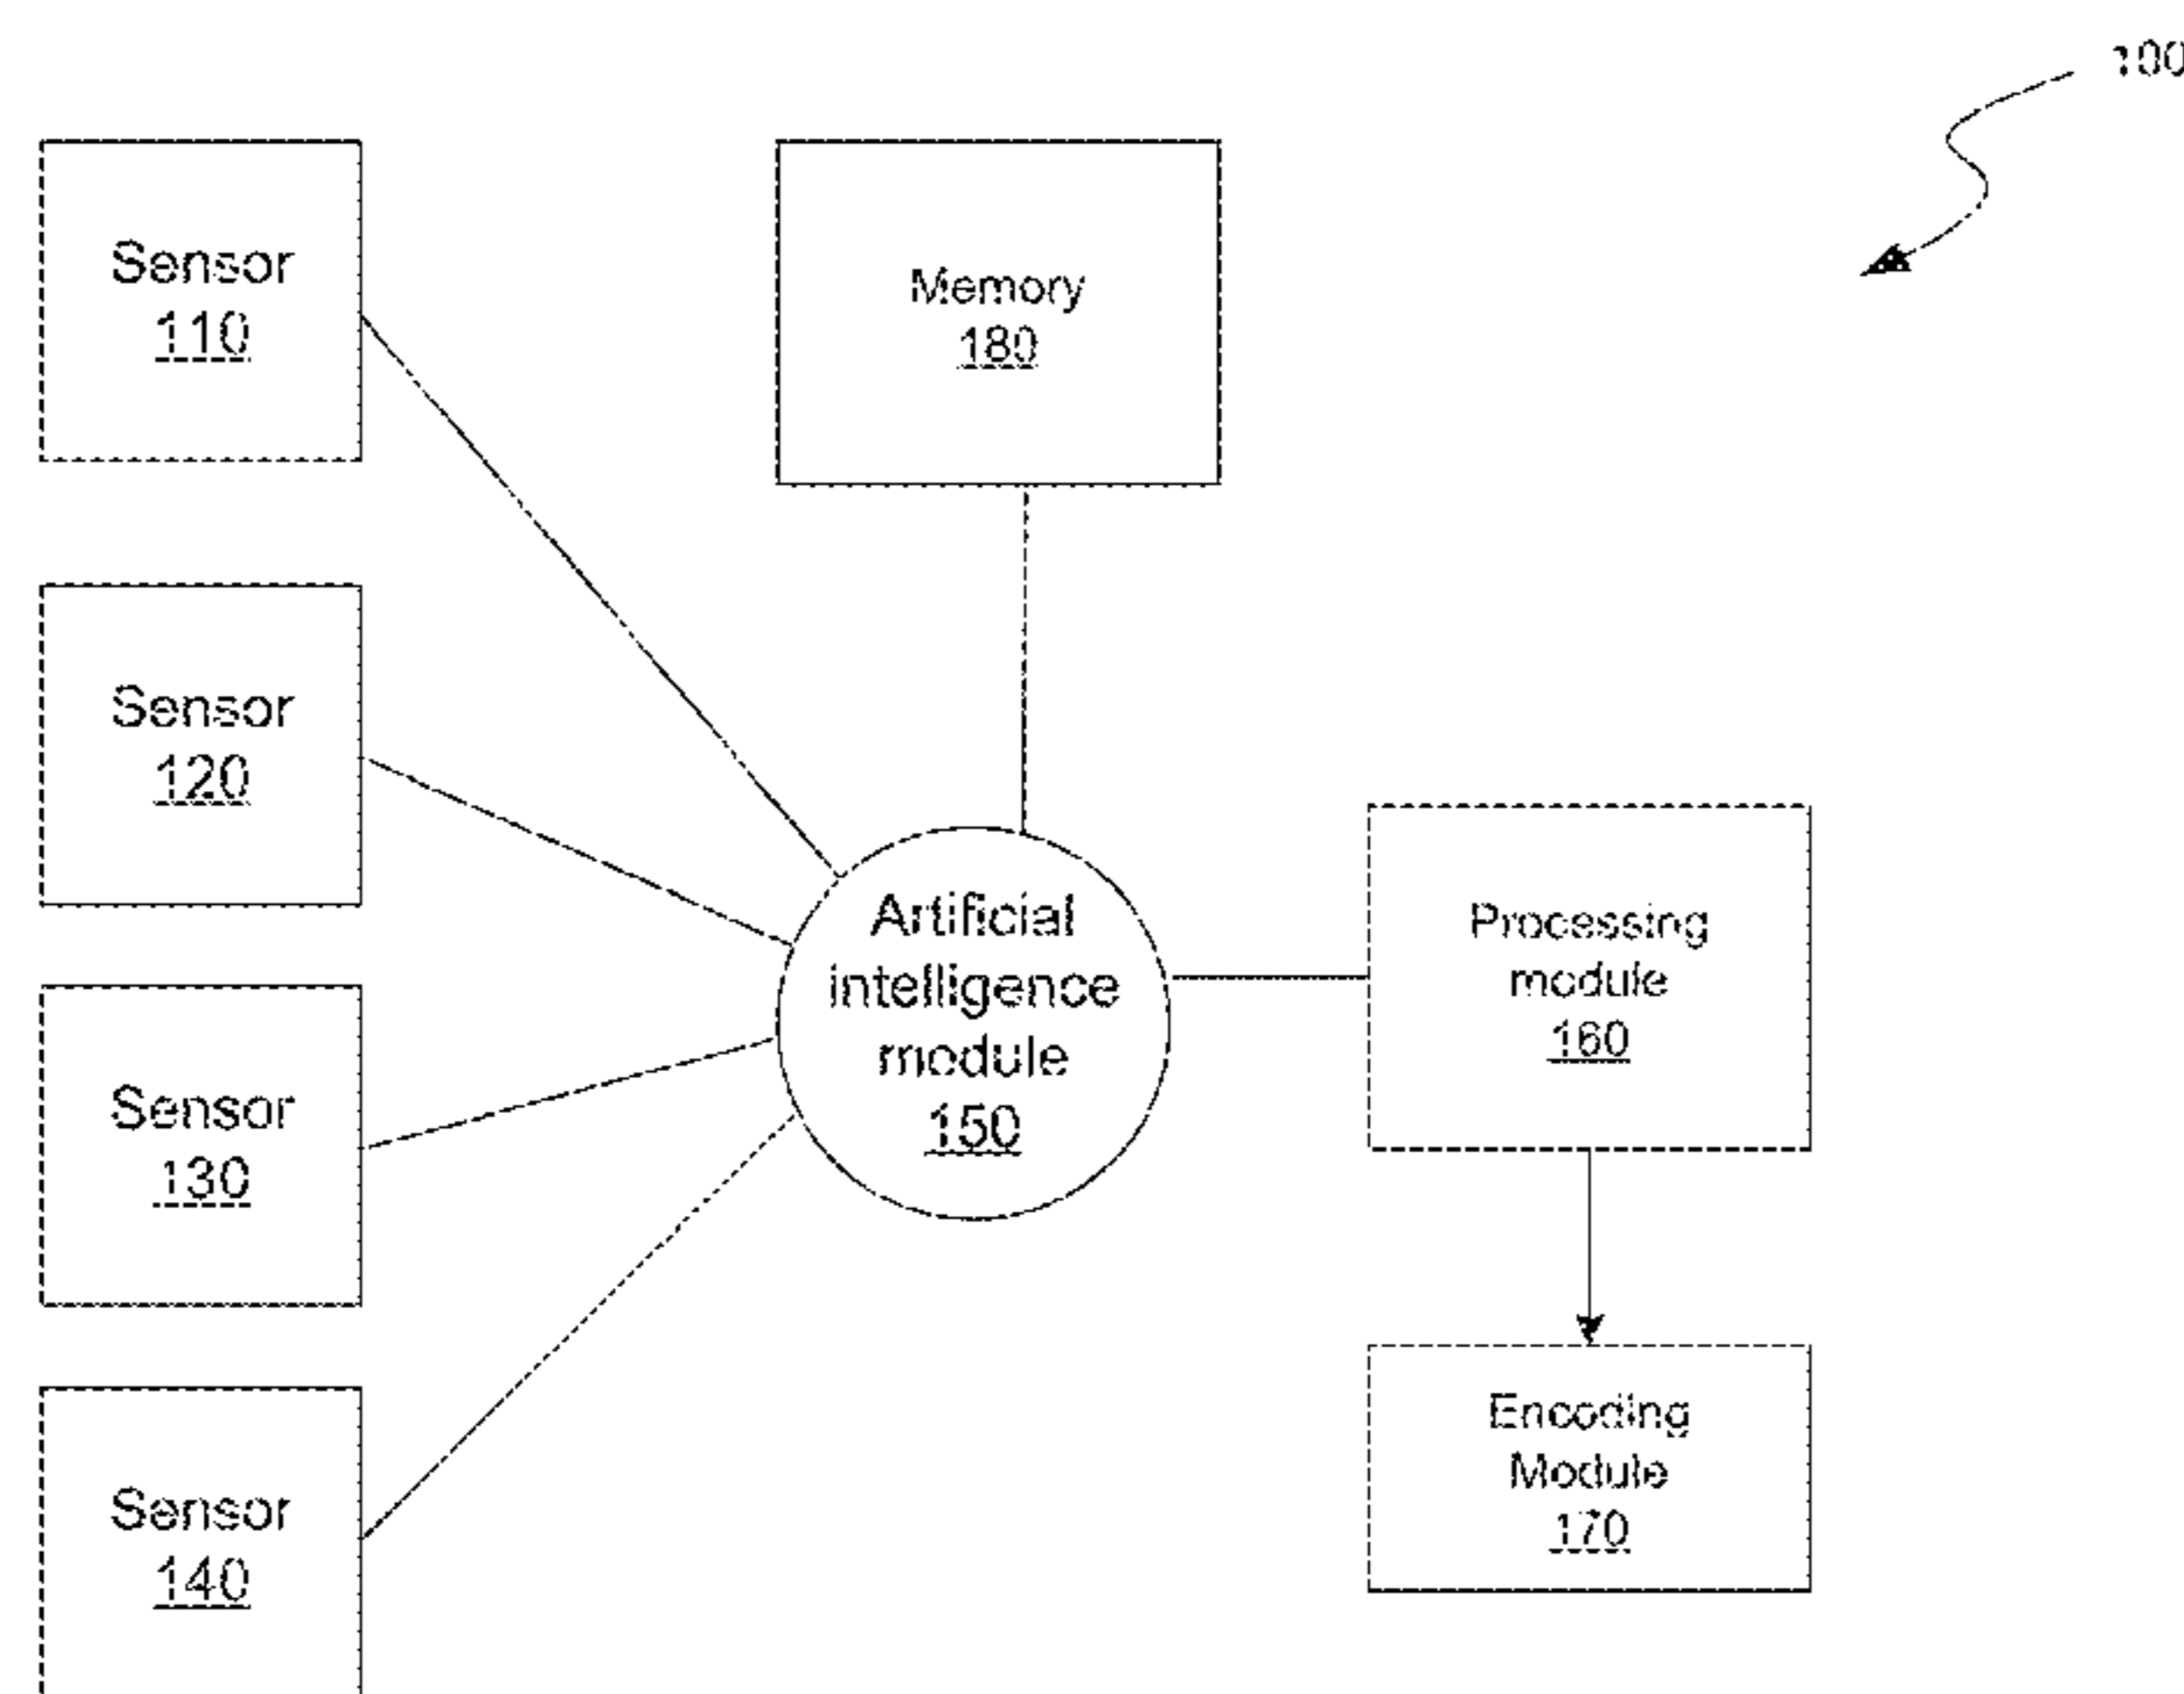 100
Sensor
110
Memory
180
Sensor
120
Artificial
intelligence
module
150
Processing
module
160
Sensor
130
Encoding
Module
170
Sensor
140